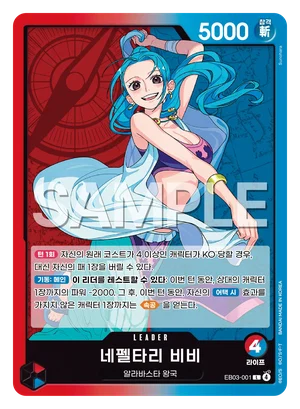 5000
참격
斬
SAMPLE
턴 1회 자신의 원래 코스트가 4 이상인 캐릭터가 KO 당할 경우,
대신 자신의 패 1장을 버릴 수 있다.
기동: 메인 이 리더를 레스트할 수 있다. 이번 턴 동안, 상대의 캐릭터
1장까지의 파워 -2000. 그 후, 이번 턴 동안, 자신의 어택 시 효과를
가지지 않은 캐릭터 1장까지는 속공 을 얻는다.
LEADER
네펠타리 비비
알라바스타 왕국
4
라이프
EB03-001 L